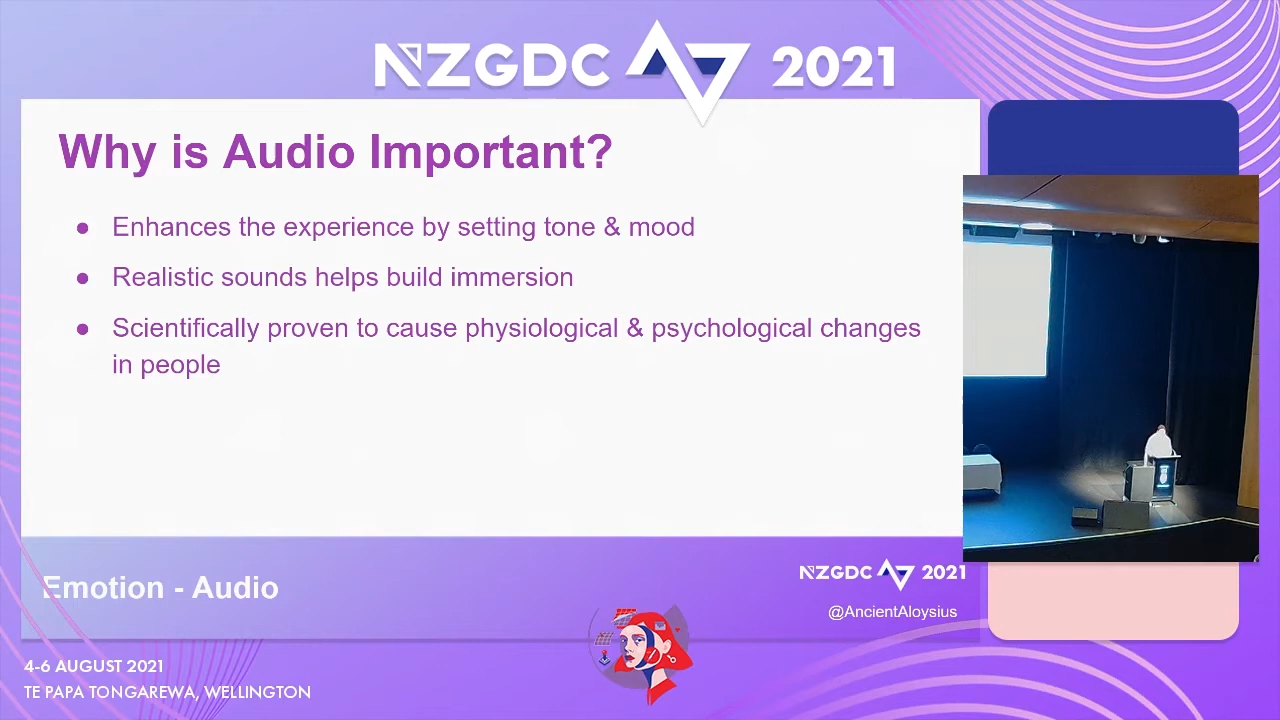 NZGDC 2021
Why is Audio Important?
● Enhances the experience by setting tone & mood
● Realistic sounds helps build immersion
● Scientifically proven to cause physiological & psychological changes
in people
Emotion - Audio
NZGDC 2021
@AncientAloysius
4-6 AUGUST 2021
TE PAPA TONGAREWA, WELLINGTON